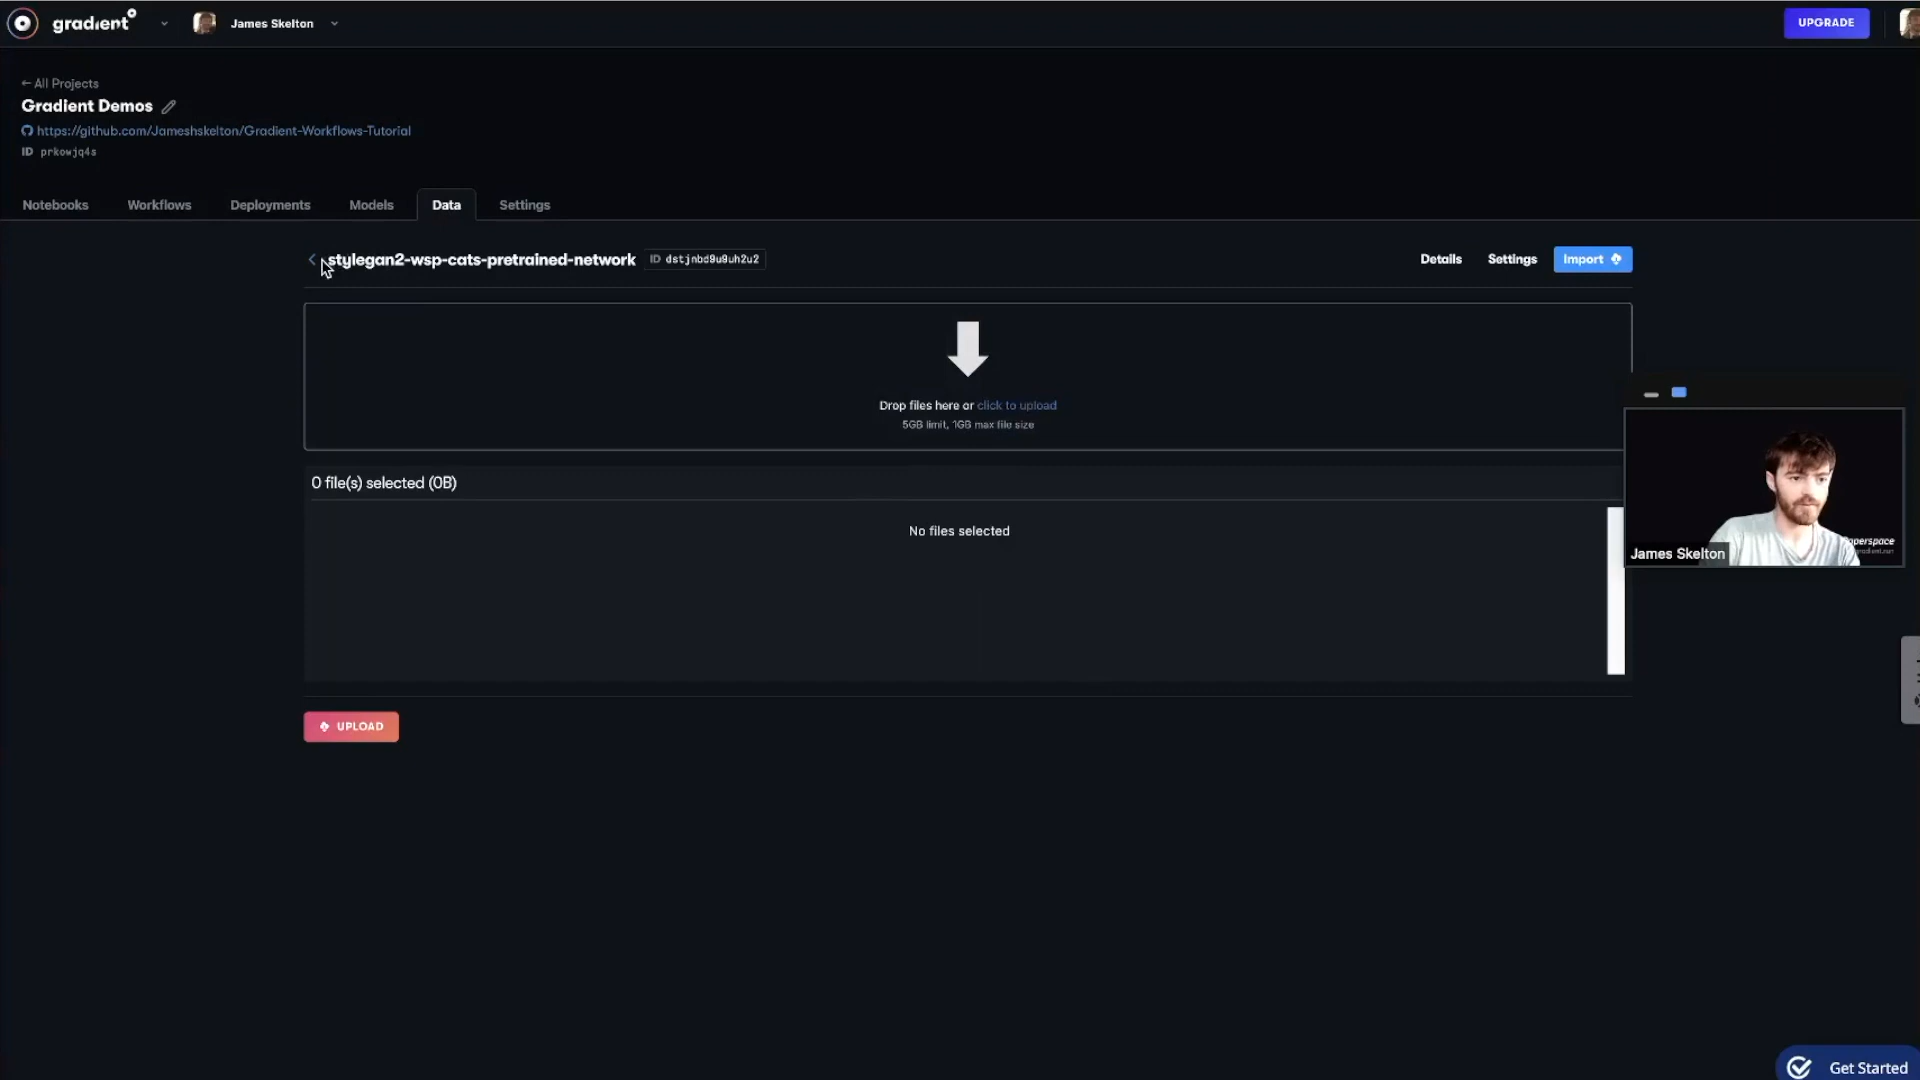 gradient
James Skelton
UPGRADE
← All Projects
Gradient Demos
https://github.com/Jameshskelton/Gradient-Workflows-Tutorial
ID prkowjq4s
Notebooks Workflows Deployments Models Data Settings
stylegan2-wsp-cats-pretrained-network ID dstjnbd9u9uh2u2
Details Settings Import
Drop files here or click to upload
5GB limit, 1GB max file size
0 file(s) selected (0B)
No files selected
James Skelton
perspace
UPLOAD
Get Started